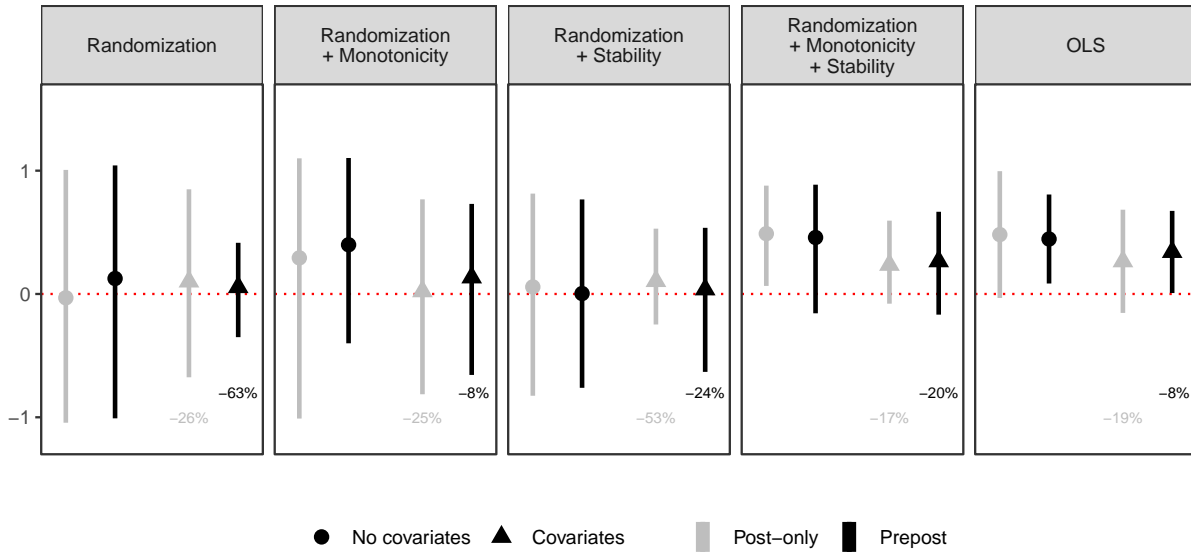 Randomization
Randomization
+ Monotonicity
Randomization
+ Stability
Randomization
+ Monotonicity
+ Stability
OLS
1
0
−1
−63%
−26%
−8%
−25%
−24%
−53%
−20%
−17%
−8%
−19%
No covariates Covariates Post−only Prepost